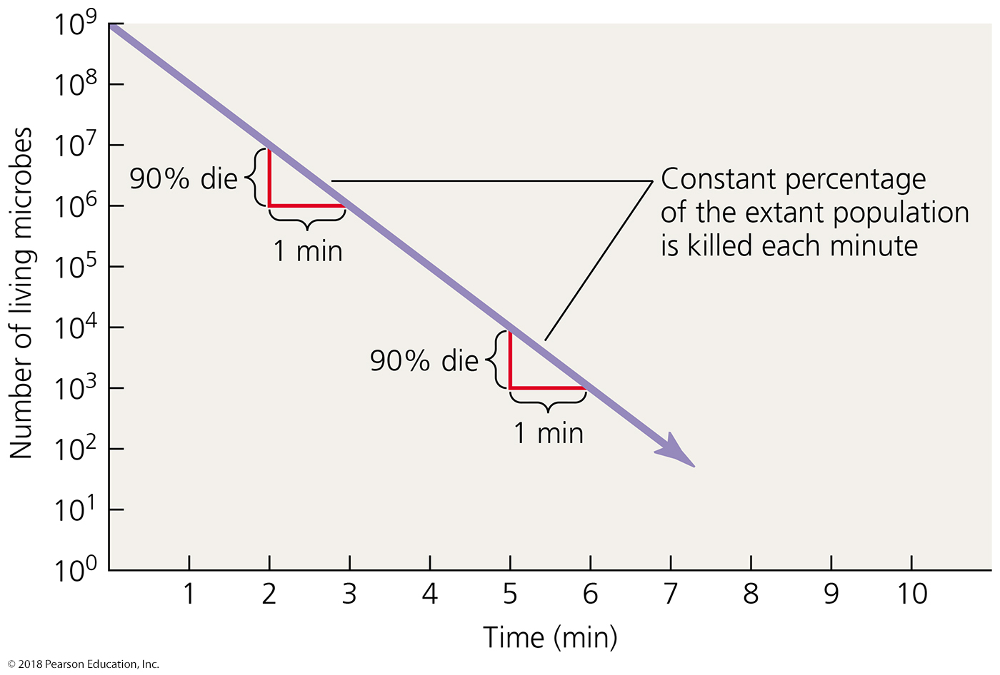 Number of living microbes
10⁹
10⁸
10⁷
10⁶
10⁵
10⁴
10³
10²
10¹
10⁰
90% die
1 min
Constant percentage
of the extant population
is killed each minute
90% die
1 min
1 2 3 4 5 6 7 8 9 10
Time (min)
© 2018 Pearson Education, Inc.